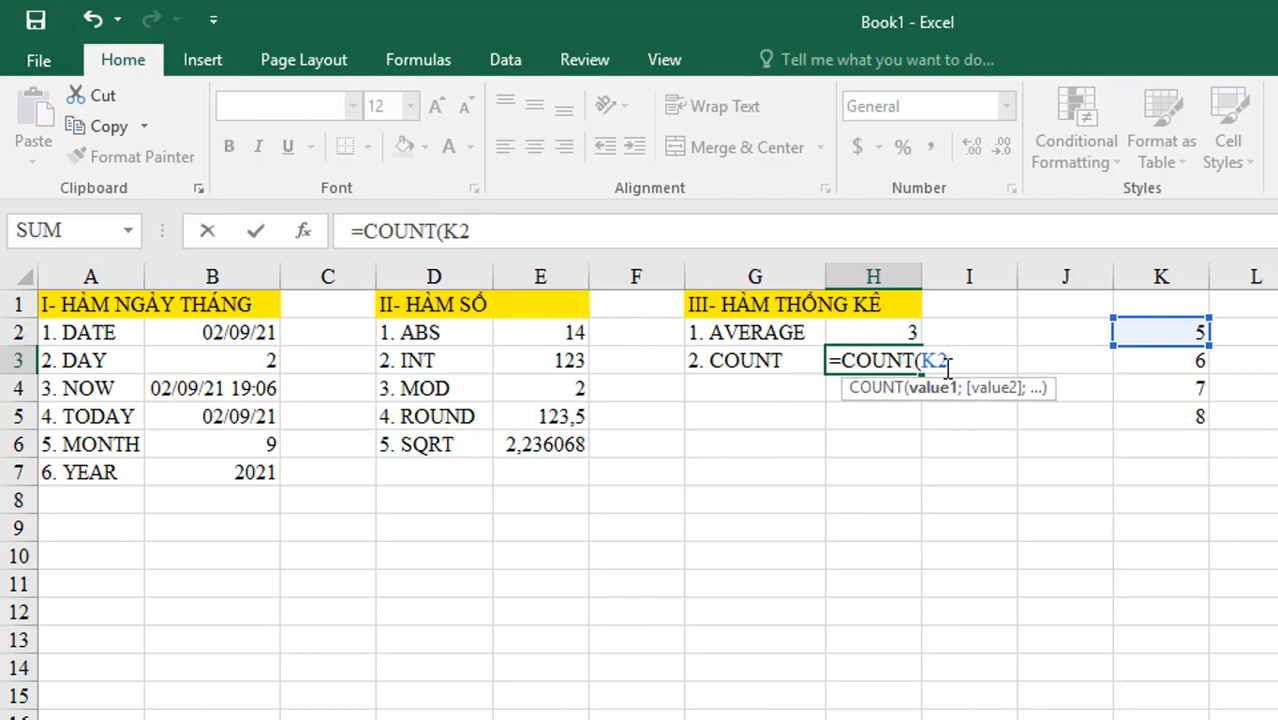 Book1 - Excel
File Home Insert Page Layout Formulas Data Review View Tell me what you want to do...
Paste
Cut
Copy
Format Painter
Clipboard
12
B I U
A
Font
Wrap Text
Merge & Center
Alignment
General
$ % ,
Number
Conditional Formatting
Format as Table
Cell Styles
Styles
SUM fx =COUNT(K2
A B C D E F G H I J K L
1 I- HÀM NGÀY THÁNG II- HÀM SỐ III- HÀM THỐNG KÊ
2 1. DATE 02/09/21 1. ABS 14 1. AVERAGE 3 5
3 2. DAY 2 2. INT 123 2. COUNT =COUNT(K2 6
COUNT(value1; [value2]; ...)
4 3. NOW 02/09/21 19:06 3. MOD 2 7
5 4. TODAY 02/09/21 4. ROUND 123,5 8
6 5. MONTH 9 5. SQRT 2,236068
7 6. YEAR 2021
8
9
10
11
12
13
14
15